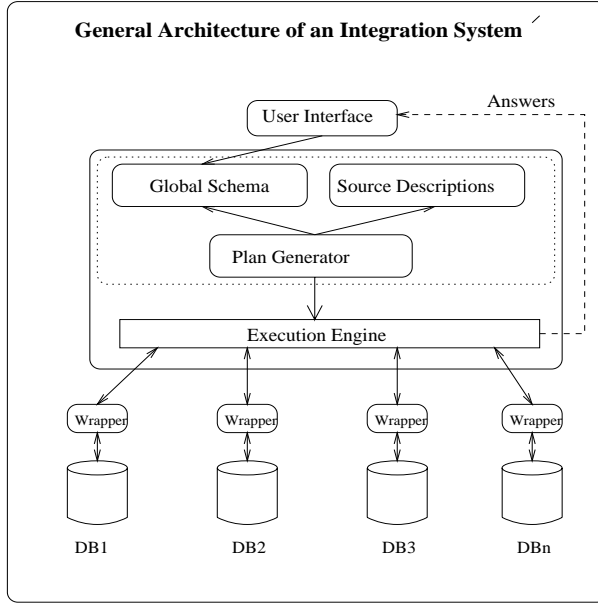 General Architecture of an Integration System
Answers
User Interface
Global Schema
Source Descriptions
Plan Generator
Execution Engine
Wrapper
Wrapper
Wrapper
Wrapper
DB1
DB2
DB3
DBn